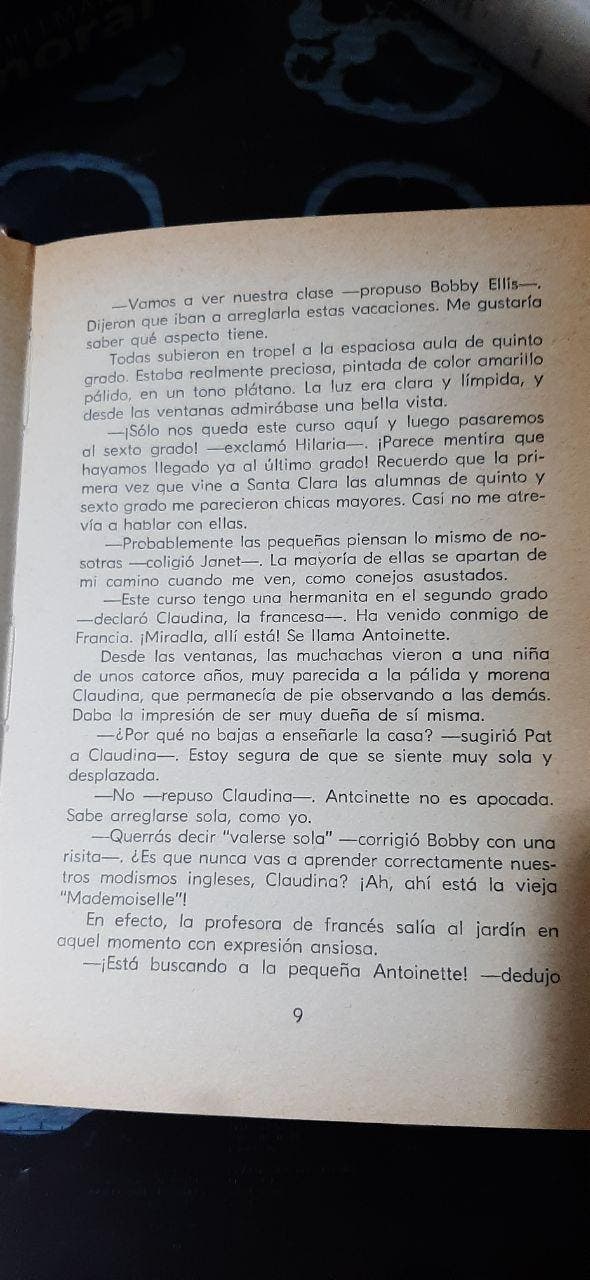 moral
—Vamos a ver nuestra clase —propuso Bobby Ellis—.
Dijeron que iban a arreglarla estas vacaciones. Me gustaría
saber qué aspecto tiene.
Todas subieron en tropel a la espaciosa aula de quinto
grado. Estaba realmente preciosa, pintada de color amarillo
pálido, en un tono plátano. La luz era clara y límpida, y
desde las ventanas admirábase una bella vista.
—¡Sólo nos queda este curso aquí y luego pasaremos
al sexto grado! —exclamó Hilaria—. ¡Parece mentira que
hayamos llegado ya al último grado! Recuerdo que la pri-
mera vez que vine a Santa Clara las alumnas de quinto y
sexto grado me parecieron chicas mayores. Casi no me atre-
vía a hablar con ellas.
—Probablemente las pequeñas piensan lo mismo de no-
sotras —coligió Janet—. La mayoría de ellas se apartan de
mi camino cuando me ven, como conejos asustados.
—Este curso tengo una hermanita en el segundo grado
—declaró Claudina, la francesa—. Ha venido conmigo de
Francia. ¡Miradla, allí está! Se llama Antoinette.
Desde las ventanas, las muchachas vieron a una niña
de unos catorce años, muy parecida a la pálida y morena
Claudina, que permanecía de pie observando a las demás.
Daba la impresión de ser muy dueña de sí misma.
—¿Por qué no bajas a enseñarle la casa? —sugirió Pat
a Claudina—. Estoy segura de que se siente muy sola y
desplazada.
—No —repuso Claudina—. Antoinette no es apocada.
Sabe arreglarse sola, como yo.
—Querrás decir "valerse sola" —corrigió Bobby con una
risita—. ¿Es que nunca vas a aprender correctamente nues-
tros modismos ingleses, Claudina? ¡Ah, ahí está la vieja
"Mademoiselle"!
En efecto, la profesora de francés salía al jardín en
aquel momento con expresión ansiosa.
—¡Está buscando a la pequeña Antoinette! —dedujo
9